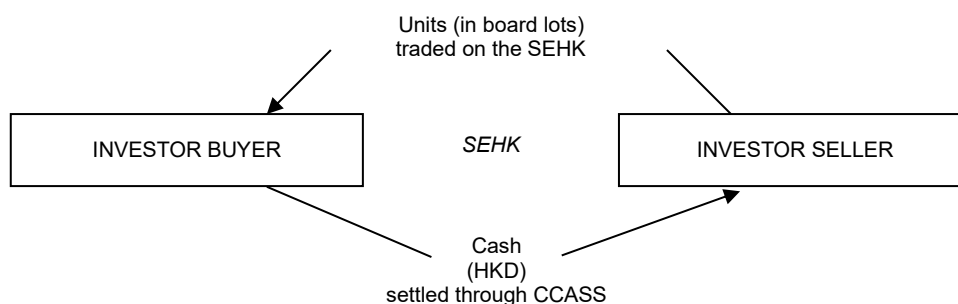 Units (in board lots)
traded on the SEHK
INVESTOR BUYER
SEHK
INVESTOR SELLER
Cash
(HKD)
settled through CCASS